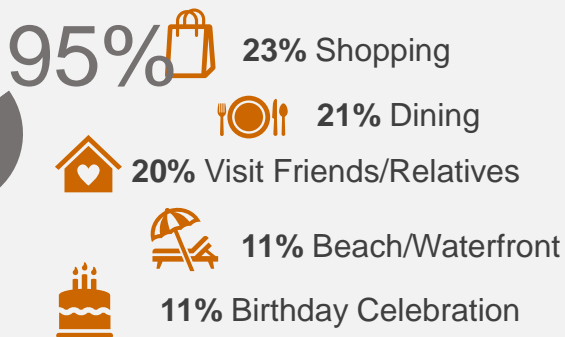 95%
23% Shopping
21% Dining
20% Visit Friends/Relatives
11% Beach/Waterfront
11% Birthday Celebration